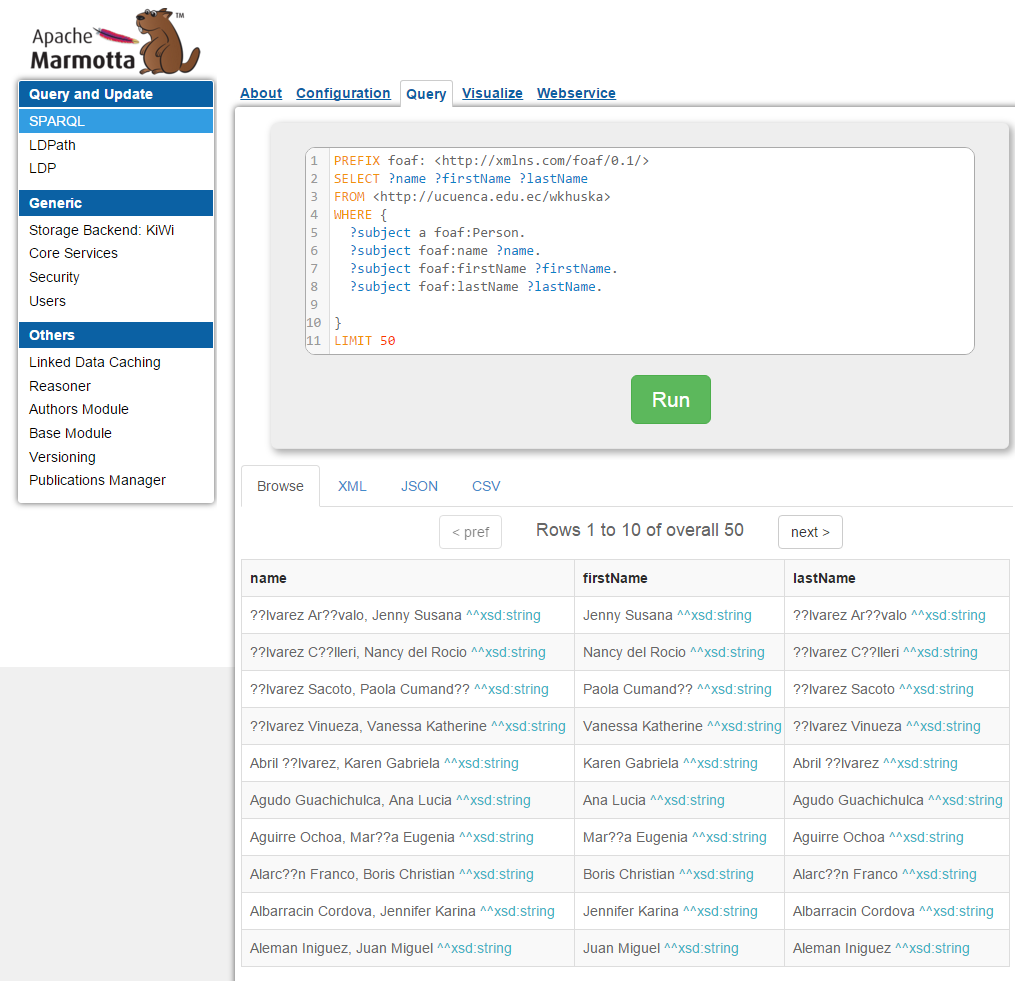 Apache
Marmotta
TM
Query and Update
SPARQL
LDPath
LDP
Generic
Storage Backend: KiWi
Core Services
Security
Users
Others
Linked Data Caching
Reasoner
Authors Module
Base Module
Versioning
Publications Manager
About Configuration Query Visualize Webservice
1 PREFIX foaf: <http://xmlns.com/foaf/0.1/>
2 SELECT ?name ?firstName ?lastName
3 FROM <http://ucuenca.edu.ec/wkhuska>
4 WHERE {
5 ?subject a foaf:Person.
6 ?subject foaf:name ?name.
7 ?subject foaf:firstName ?firstName.
8 ?subject foaf:lastName ?lastName.
9
10 }
11 LIMIT 50
Run
Browse XML JSON CSV
< pref Rows 1 to 10 of overall 50 next >
name firstName lastName
??lvarez Ar??valo, Jenny Susana ^^xsd:string Jenny Susana ^^xsd:string ??lvarez Ar??valo ^^xsd:string
??lvarez C??lleri, Nancy del Rocio ^^xsd:string Nancy del Rocio ^^xsd:string ??lvarez C??lleri ^^xsd:string
??lvarez Sacoto, Paola Cumand?? ^^xsd:string Paola Cumand?? ^^xsd:string ??lvarez Sacoto ^^xsd:string
??lvarez Vinueza, Vanessa Katherine ^^xsd:string Vanessa Katherine ^^xsd:string ??lvarez Vinueza ^^xsd:string
Abril ??lvarez, Karen Gabriela ^^xsd:string Karen Gabriela ^^xsd:string Abril ??lvarez ^^xsd:string
Agudo Guachichulca, Ana Lucia ^^xsd:string Ana Lucia ^^xsd:string Agudo Guachichulca ^^xsd:string
Aguirre Ochoa, Mar??a Eugenia ^^xsd:string Mar??a Eugenia ^^xsd:string Aguirre Ochoa ^^xsd:string
Alarc??n Franco, Boris Christian ^^xsd:string Boris Christian ^^xsd:string Alarc??n Franco ^^xsd:string
Albarracin Cordova, Jennifer Karina ^^xsd:string Jennifer Karina ^^xsd:string Albarracin Cordova ^^xsd:string
Aleman Iniguez, Juan Miguel ^^xsd:string Juan Miguel ^^xsd:string Aleman Iniguez ^^xsd:string